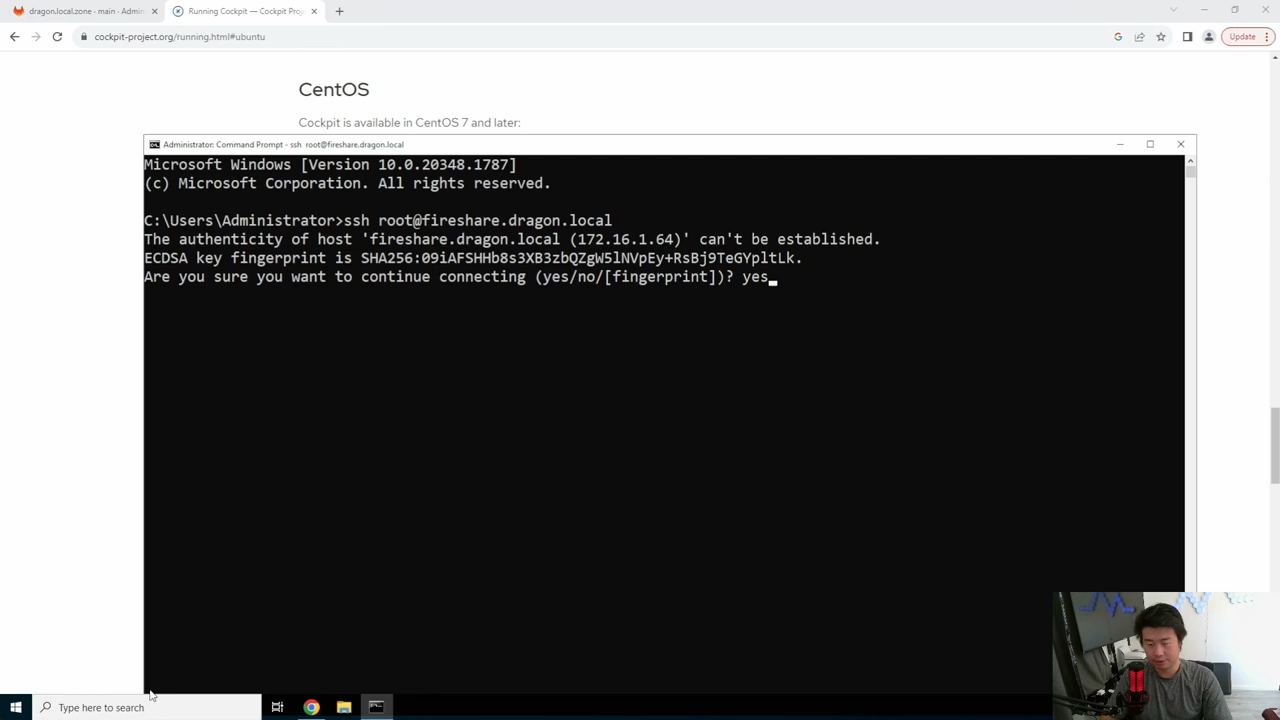 dragon.local.zone - main - Admin
Running Cockpit — Cockpit Proje
cockpit-project.org/running.html#ubuntu
Update
CentOS
Cockpit is available in CentOS 7 and later:
Administrator: Command Prompt - ssh root@fireshare.dragon.local
Microsoft Windows [Version 10.0.20348.1787]
(c) Microsoft Corporation. All rights reserved.
C:\Users\Administrator>ssh root@fireshare.dragon.local
The authenticity of host 'fireshare.dragon.local (172.16.1.64)' can't be established.
ECDSA key fingerprint is SHA256:09iAFSHHb8s3XB3zbQZgW5lNVpEy+RsBj9TeGYpltLk.
Are you sure you want to continue connecting (yes/no/[fingerprint])? yes
Type here to search